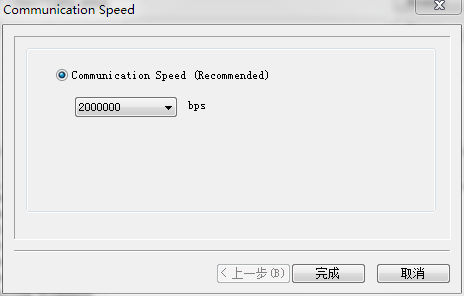 Communication Speed
Communication Speed (Recommended)
2000000 bps
< 上一步(B) 完成 取消